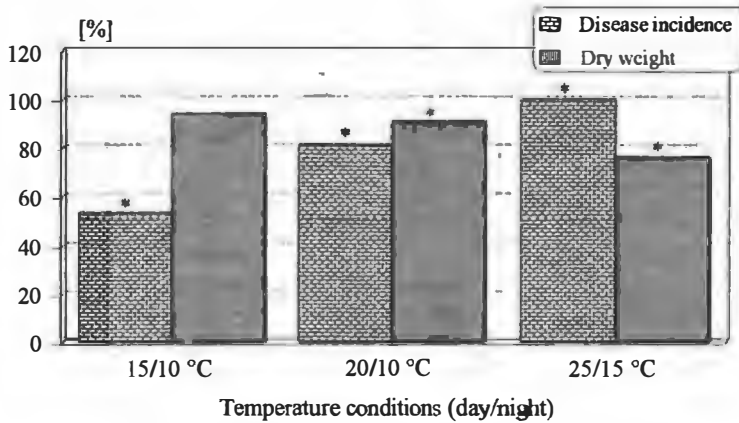 [%]
Disease incidence
Dry weight
120
100
80
60
40
20
0
*
*
*
*
*
15/10 °C
20/10 °C
25/15 °C
Temperature conditions (day/night)